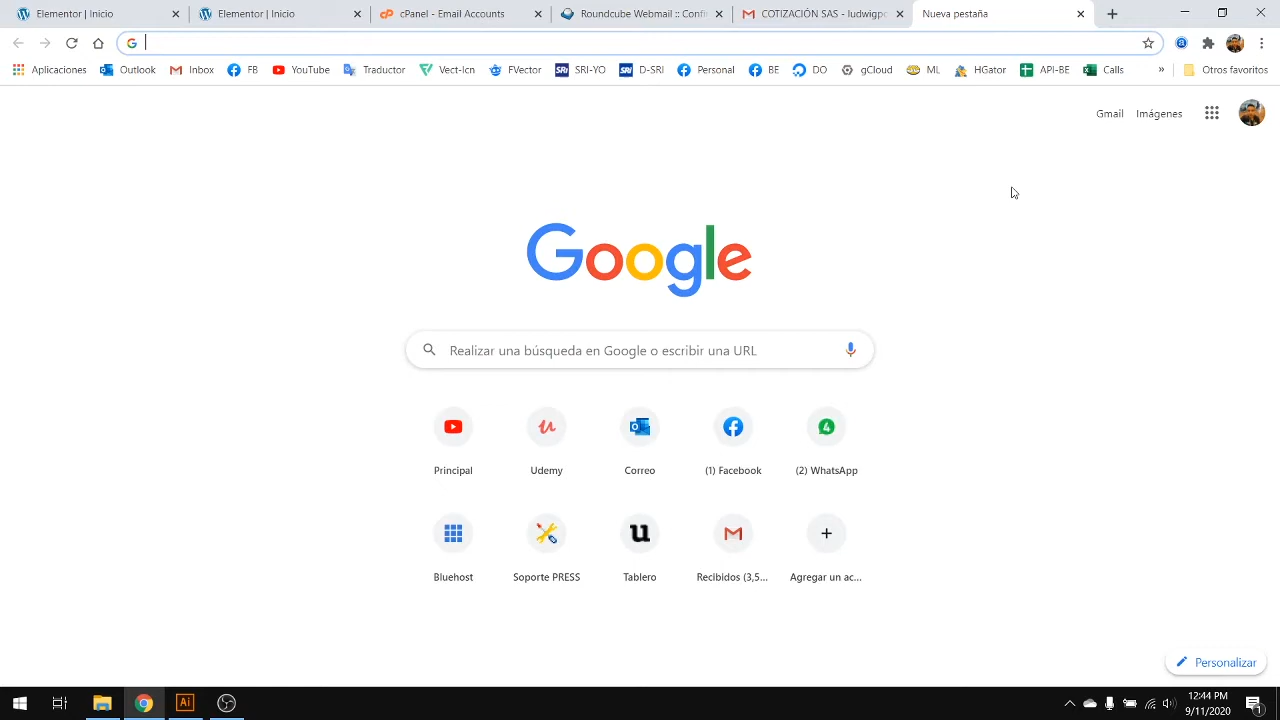 Elementor | Inicio
Elementor | Inicio
cPanel - Email Accounts
Roundcube Webmail :: Confi
COTIZACIÓN SAS - ludwigpc
Nueva pestaña
Aplicaciones Outlook Inbox FB YouTube Traductor Vect-Icn FVector SRI-YO D-SRI Personal BE DO gCloud ML HGator API-BE Calls » Otros favoritos
Gmail Imágenes
Google
Realizar una búsqueda en Google o escribir una URL
Principal Udemy Correo (1) Facebook (2) WhatsApp
Bluehost Soporte PRESS Tablero Recibidos (3,5... Agregar un ac...
Personalizar
12:44 PM
9/11/2020